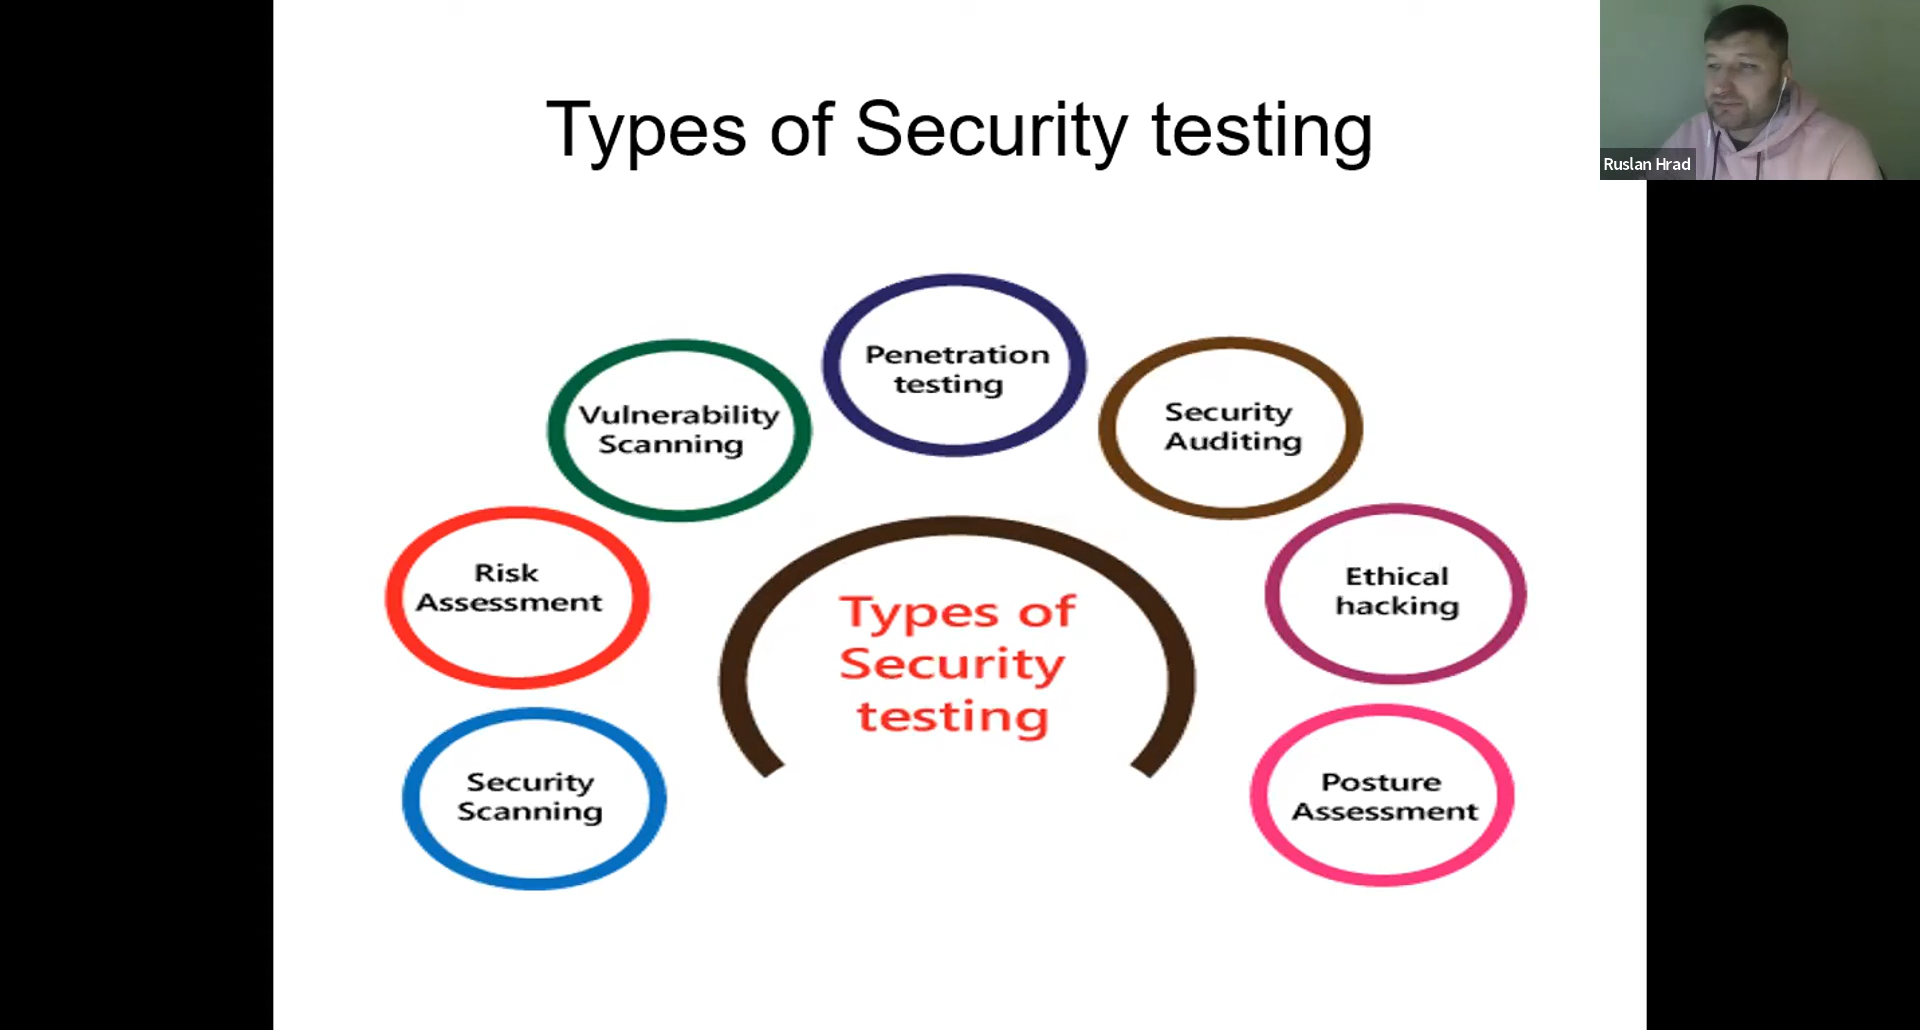 Types of Security testing
Ruslan Hrad
Penetration
testing
Vulnerability
Scanning
Security
Auditing
Risk
Assessment
Ethical
hacking
Types of
Security
testing
Security
Scanning
Posture
Assessment